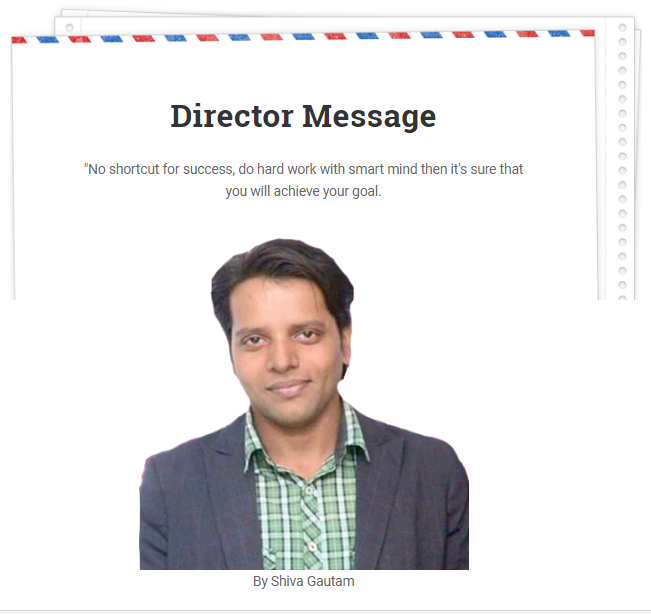 Director Message
"No shortcut for success, do hard work with smart mind then it's sure that
you will achieve your goal.
By Shiva Gautam